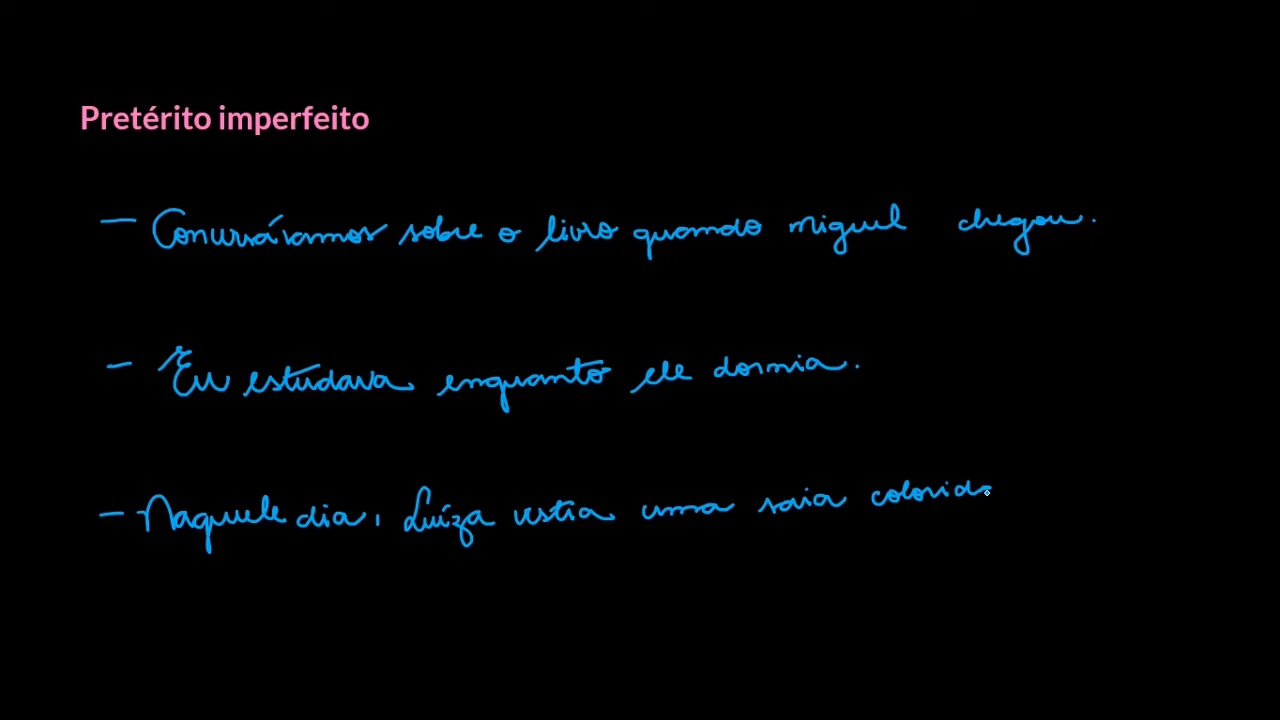 Pretérito imperfeito
– Conversávamos sobre o livro quando miguel chegou.
– Eu estudava enquanto ele dormia.
– Naquele dia, Luíza vestia uma saia colorid